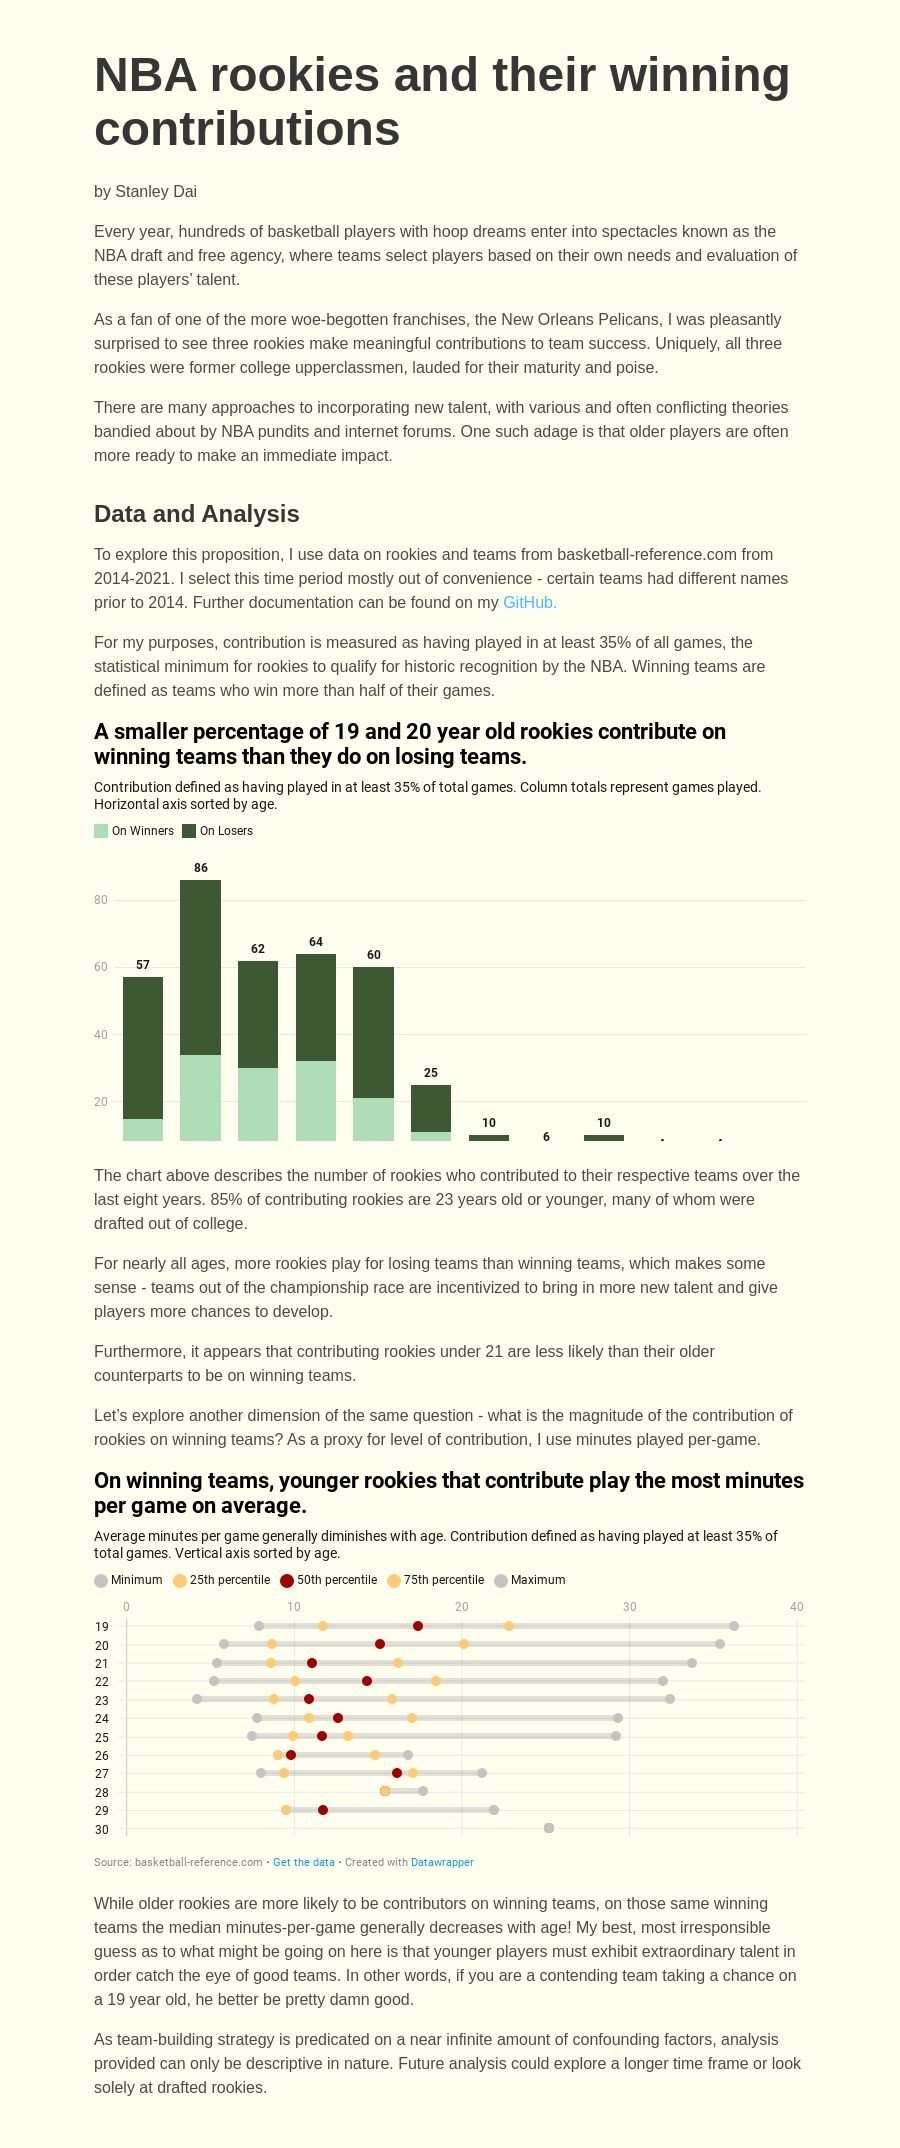 NBA rookies and their winning
contributions
by Stanley Dai
Every year, hundreds of basketball players with hoop dreams enter into spectacles known as the
NBA draft and free agency, where teams select players based on their own needs and evaluation of
these players’ talent.
As a fan of one of the more woe-begotten franchises, the New Orleans Pelicans, I was pleasantly
surprised to see three rookies make meaningful contributions to team success. Uniquely, all three
rookies were former college upperclassmen, lauded for their maturity and poise.
There are many approaches to incorporating new talent, with various and often conflicting theories
bandied about by NBA pundits and internet forums. One such adage is that older players are often
more ready to make an immediate impact.
Data and Analysis
To explore this proposition, I use data on rookies and teams from basketball-reference.com from
2014-2021. I select this time period mostly out of convenience - certain teams had different names
prior to 2014. Further documentation can be found on my GitHub.
For my purposes, contribution is measured as having played in at least 35% of all games, the
statistical minimum for rookies to qualify for historic recognition by the NBA. Winning teams are
defined as teams who win more than half of their games.
A smaller percentage of 19 and 20 year old rookies contribute on
winning teams than they do on losing teams.
Contribution defined as having played in at least 35% of total games. Column totals represent games played.
Horizontal axis sorted by age.
On Winners On Losers
86
80
64
62
60
57
60
40
25
20
10
10
6
The chart above describes the number of rookies who contributed to their respective teams over the
last eight years. 85% of contributing rookies are 23 years old or younger, many of whom were
drafted out of college.
For nearly all ages, more rookies play for losing teams than winning teams, which makes some
sense - teams out of the championship race are incentivized to bring in more new talent and give
players more chances to develop.
Furthermore, it appears that contributing rookies under 21 are less likely than their older
counterparts to be on winning teams.
Let’s explore another dimension of the same question - what is the magnitude of the contribution of
rookies on winning teams? As a proxy for level of contribution, I use minutes played per-game.
On winning teams, younger rookies that contribute play the most minutes
per game on average.
Average minutes per game generally diminishes with age. Contribution defined as having played at least 35% of
total games. Vertical axis sorted by age.
Minimum 25th percentile 50th percentile 75th percentile Maximum
0 10 20 30 40
19
20
21
22
23
24
25
26
27
28
29
30
Source: basketball-reference.com • Get the data • Created with Datawrapper
While older rookies are more likely to be contributors on winning teams, on those same winning
teams the median minutes-per-game generally decreases with age! My best, most irresponsible
guess as to what might be going on here is that younger players must exhibit extraordinary talent in
order catch the eye of good teams. In other words, if you are a contending team taking a chance on
a 19 year old, he better be pretty damn good.
As team-building strategy is predicated on a near infinite amount of confounding factors, analysis
provided can only be descriptive in nature. Future analysis could explore a longer time frame or look
solely at drafted rookies.